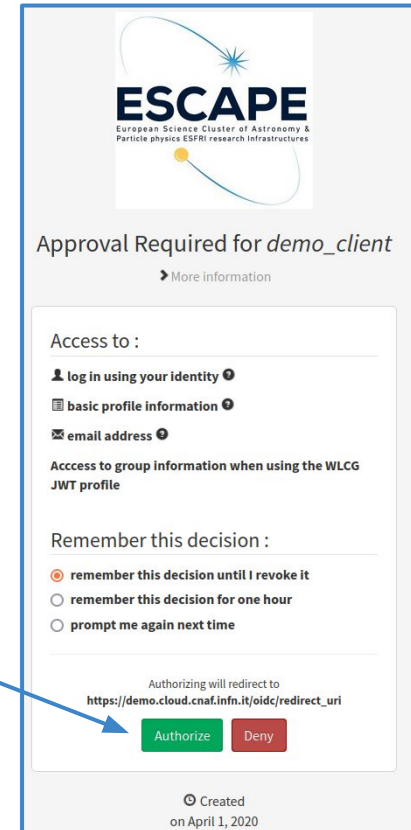 ESCAPE
European Science Cluster of Astronomy &
Particle physics ESFRI research Infrastructures
Approval Required for demo_client
More information
Access to :
log in using your identity
basic profile information
email address
Acccess to group information when using the WLCG
JWT profile
Remember this decision :
remember this decision until I revoke it
remember this decision for one hour
prompt me again next time
Authorizing will redirect to
https://demo.cloud.cnaf.infn.it/oidc/redirect_uri
Authorize Deny
Created
on April 1, 2020